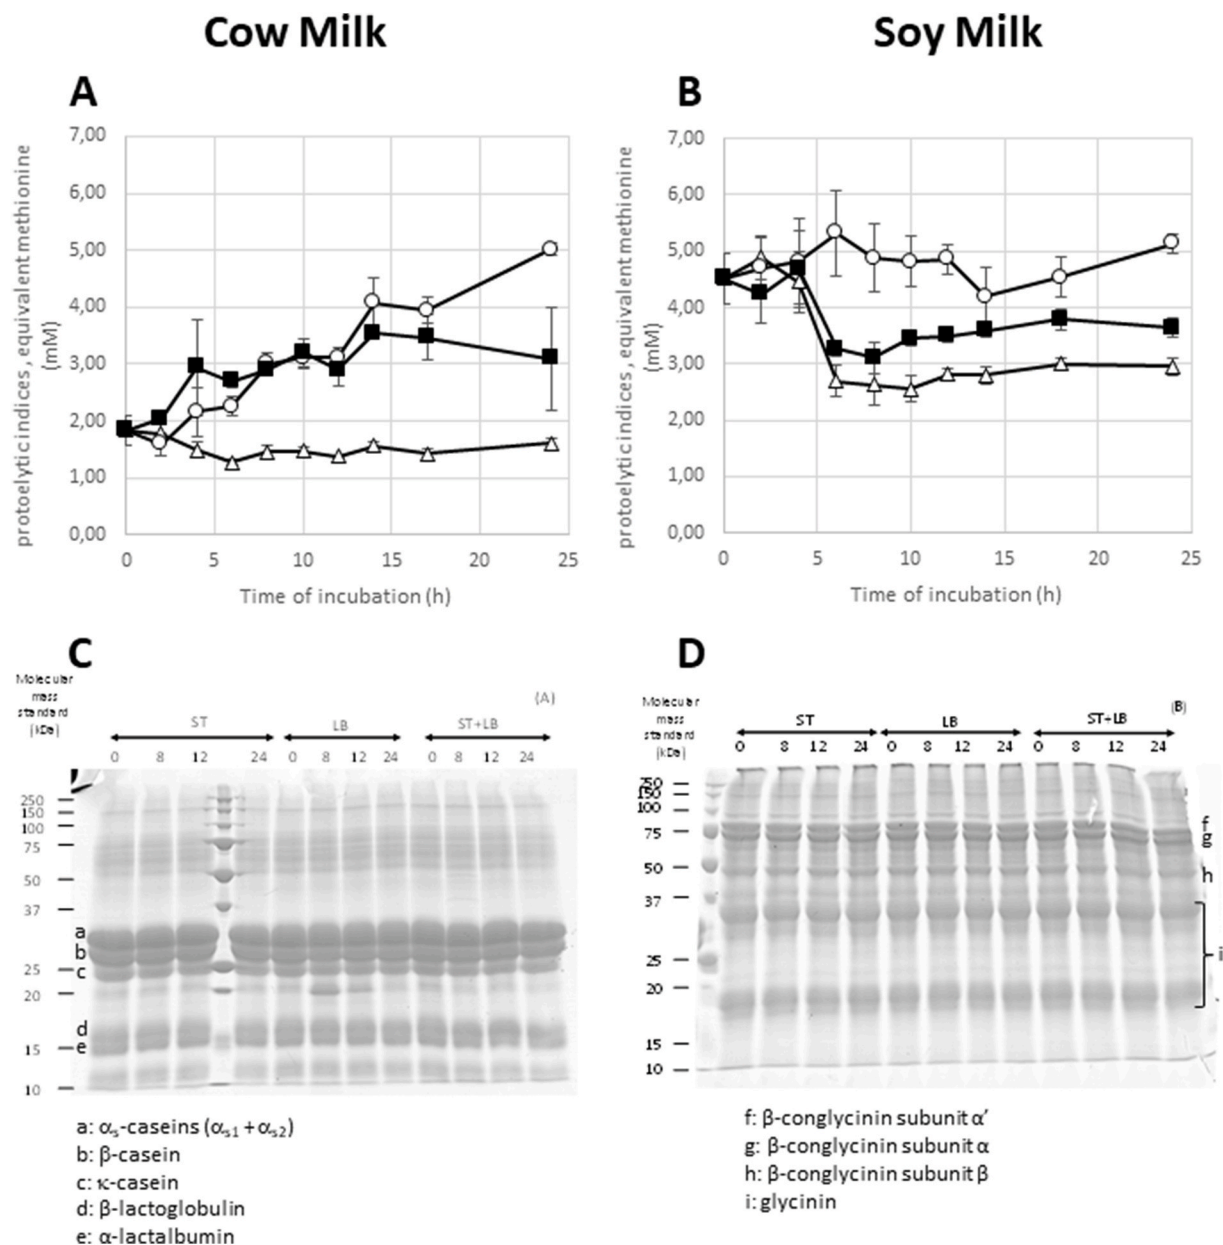 Cow Milk
Soy Milk
A
B
protoelytic indices, equivalent methionine
(mM)
7,00
6,00
5,00
4,00
3,00
2,00
1,00
0,00
0 5 10 15 20 25
Time of incubation (h)
protoelytic indices, equivalent methionine
(mM)
7,00
6,00
5,00
4,00
3,00
2,00
1,00
0,00
0 5 10 15 20 25
Time of incubation (h)
C
Molecular
mass
standard
(kDa)
(A)
ST LB ST+LB
0 8 12 24 0 8 12 24 0 8 12 24
250
150
100
75
50
37
25
20
15
10
a
b
c
d
e
a: αs-caseins (αs1 + αs2)
b: β-casein
c: κ-casein
d: β-lactoglobulin
e: α-lactalbumin
D
Molecular
mass
standard
(kDa)
(B)
ST LB ST+LB
0 8 12 24 0 8 12 24 0 8 12 24
250
150
100
75
50
37
25
20
15
10
f
g
h
i
f: β-conglycinin subunit α’
g: β-conglycinin subunit α
h: β-conglycinin subunit β
i: glycinin